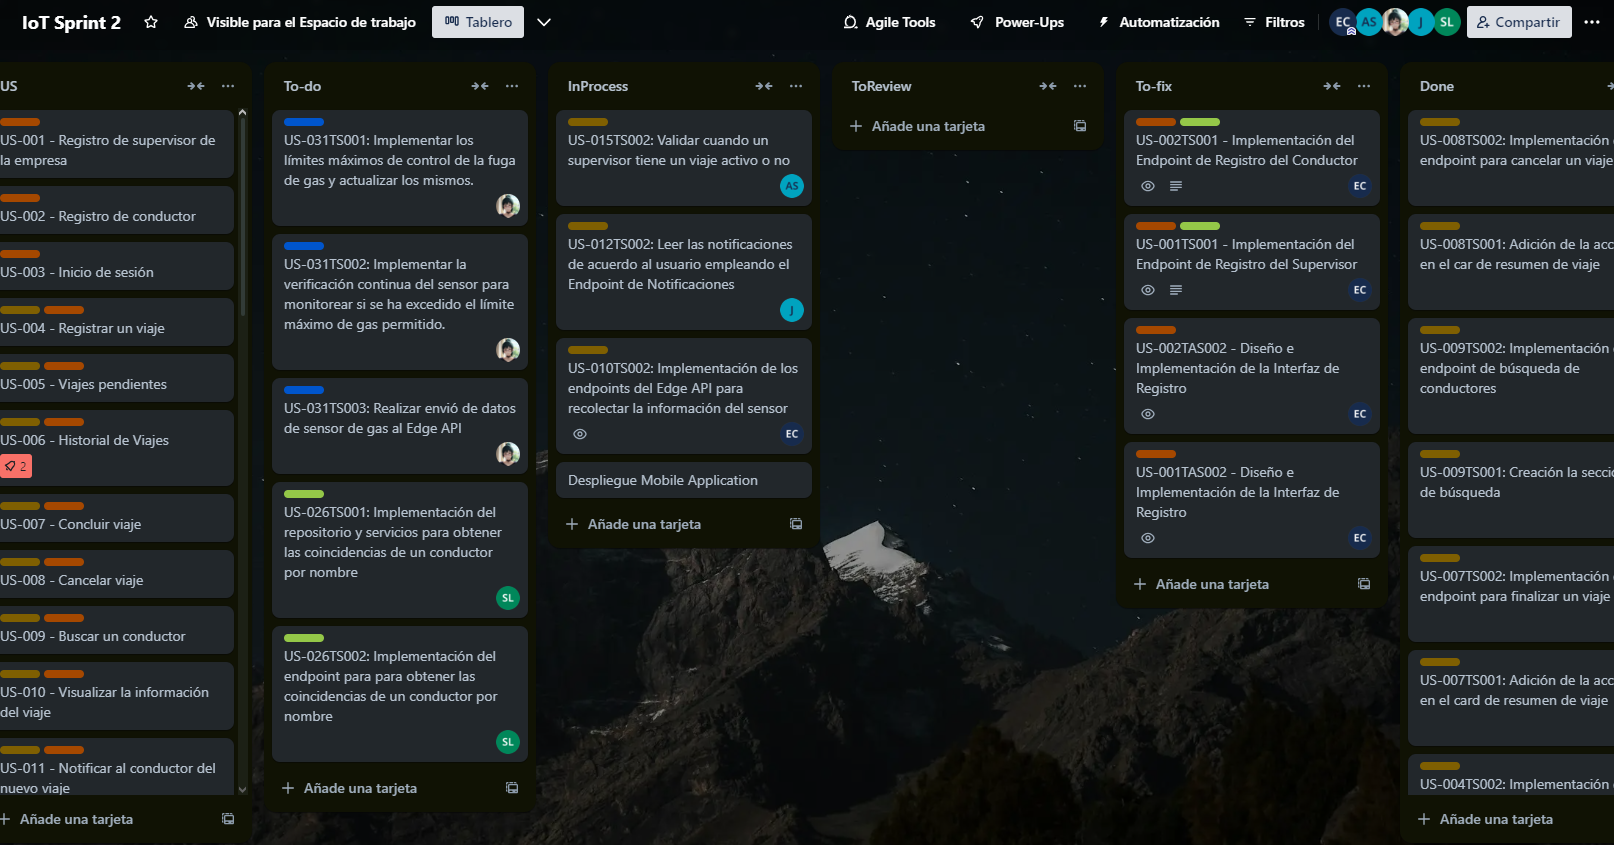 IoT Sprint 2
Visible para el Espacio de trabajo
Tablero
Agile Tools
Power-Ups
Automatización
Filtros
EC
AS
J
SL
Compartir
US
US-001 - Registro de supervisor de
la empresa
US-002 - Registro de conductor
US-003 - Inicio de sesión
US-004 - Registrar un viaje
US-005 - Viajes pendientes
US-006 - Historial de Viajes
2
US-007 - Concluir viaje
US-008 - Cancelar viaje
US-009 - Buscar un conductor
US-010 - Visualizar la información
del viaje
US-011 - Notificar al conductor del
nuevo viaje
Añade una tarjeta
To-do
US-031TS001: Implementar los
límites máximos de control de la fuga
de gas y actualizar los mismos.
US-031TS002: Implementar la
verificación continua del sensor para
monitorear si se ha excedido el límite
máximo de gas permitido.
US-031TS003: Realizar envió de datos
de sensor de gas al Edge API
US-026TS001: Implementación del
repositorio y servicios para obtener
las coincidencias de un conductor
por nombre
SL
US-026TS002: Implementación del
endpoint para para obtener las
coincidencias de un conductor por
nombre
SL
Añade una tarjeta
InProcess
US-015TS002: Validar cuando un
supervisor tiene un viaje activo o no
AS
US-012TS002: Leer las notificaciones
de acuerdo al usuario empleando el
Endpoint de Notificaciones
J
US-010TS002: Implementación de los
endpoints del Edge API para
recolectar la información del sensor
EC
Despliegue Mobile Application
Añade una tarjeta
ToReview
Añade una tarjeta
To-fix
US-002TS001 - Implementación del
Endpoint de Registro del Conductor
EC
US-001TS001 - Implementación del
Endpoint de Registro del Supervisor
EC
US-002TAS002 - Diseño e
Implementación de la Interfaz de
Registro
EC
US-001TAS002 - Diseño e
Implementación de la Interfaz de
Registro
EC
Añade una tarjeta
Done
US-008TS002: Implementación
endpoint para cancelar un viaje
US-008TS001: Adición de la acc
en el car de resumen de viaje
US-009TS002: Implementación
endpoint de búsqueda de
conductores
US-009TS001: Creación la secci
de búsqueda
US-007TS002: Implementación
endpoint para finalizar un viaje
US-007TS001: Adición de la acc
en el card de resumen de viaje
US-004TS002: Implementación
Añade una tarjeta